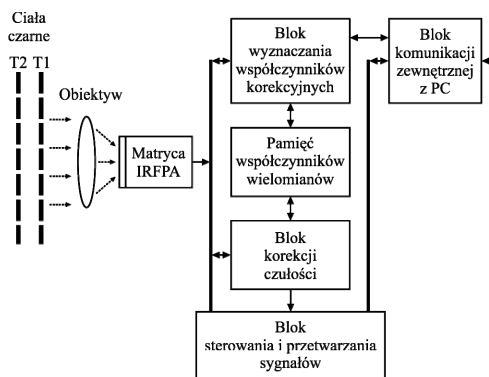 Ciała
czarne
T2 T1
Obiektyw
Matryca
IRFPA
Blok
wyznaczania
współczynników
korekcyjnych
Blok
komunikacji
zewnętrznej
z PC
Pamięć
współczynników
wielomianów
Blok
korekcji
czułości
Blok
sterowania i przetwarzania
sygnałów